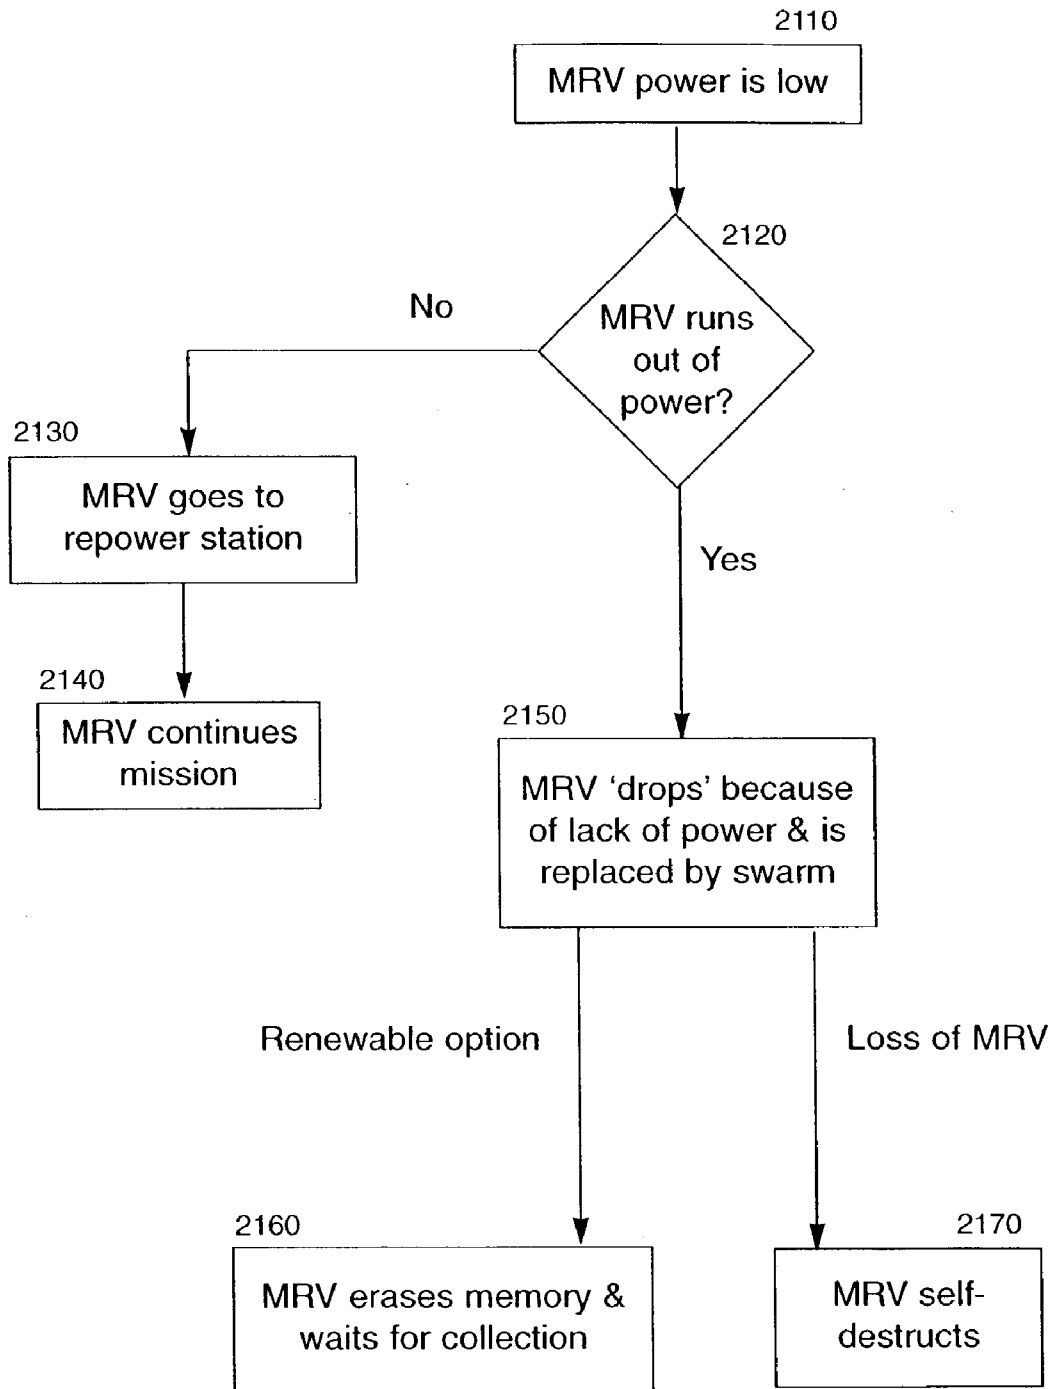 2110
MRV power is low
2120
MRV runs
out of
power?
No
2130
MRV goes to
repower station
Yes
2140
MRV continues
mission
2150
MRV ‘drops’ because
of lack of power & is
replaced by swarm
Renewable option
Loss of MRV
2160
MRV erases memory &
waits for collection
2170
MRV self-
destructs